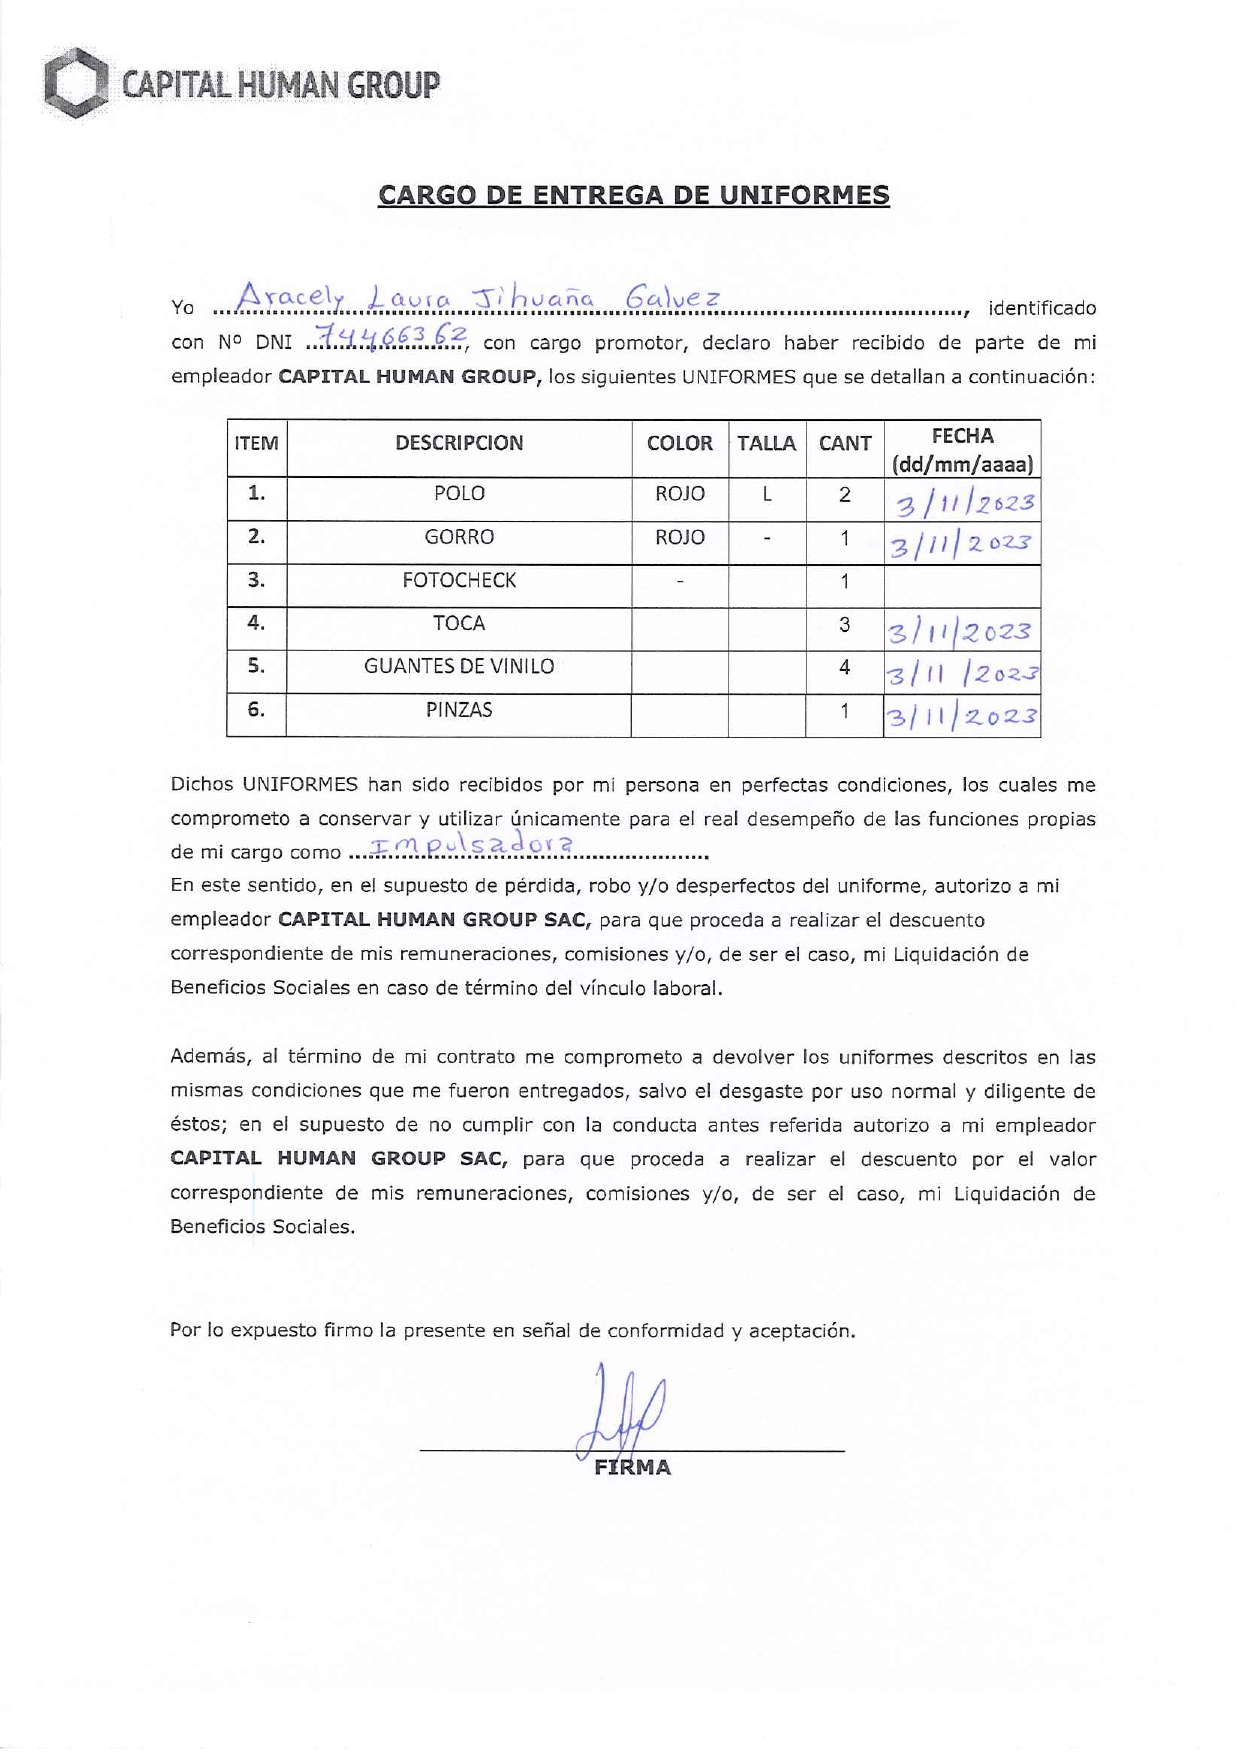 CAPITAL HUMAN GROUP
CARGO DE ENTREGA DE UNIFORMES
Yo Aracely Laura Jihuaña Galvez, identificado
con Nº DNI 74466362, con cargo promotor, declaro haber recibido de parte de mi
empleador CAPITAL HUMAN GROUP, los siguientes UNIFORMES que se detallan a continuación:
ITEM DESCRIPCION COLOR TALLA CANT FECHA (dd/mm/aaaa)
1. POLO ROJO L 2 3/11/2023
2. GORRO ROJO - 1 3/11/2023
3. FOTOCHECK - 1
4. TOCA 3 3/11/2023
5. GUANTES DE VINILO 4 3/11/2023
6. PINZAS 1 3/11/2023
Dichos UNIFORMES han sido recibidos por mi persona en perfectas condiciones, los cuales me
comprometo a conservar y utilizar únicamente para el real desempeño de las funciones propias
de mi cargo como Impulsadora
En este sentido, en el supuesto de pérdida, robo y/o desperfectos del uniforme, autorizo a mi
empleador CAPITAL HUMAN GROUP SAC, para que proceda a realizar el descuento
correspondiente de mis remuneraciones, comisiones y/o, de ser el caso, mi Liquidación de
Beneficios Sociales en caso de término del vínculo laboral.
Además, al término de mi contrato me comprometo a devolver los uniformes descritos en las
mismas condiciones que me fueron entregados, salvo el desgaste por uso normal y diligente de
éstos; en el supuesto de no cumplir con la conducta antes referida autorizo a mi empleador
CAPITAL HUMAN GROUP SAC, para que proceda a realizar el descuento por el valor
correspondiente de mis remuneraciones, comisiones y/o, de ser el caso, mi Liquidación de
Beneficios Sociales.
Por lo expuesto firmo la presente en señal de conformidad y aceptación.
FIRMA